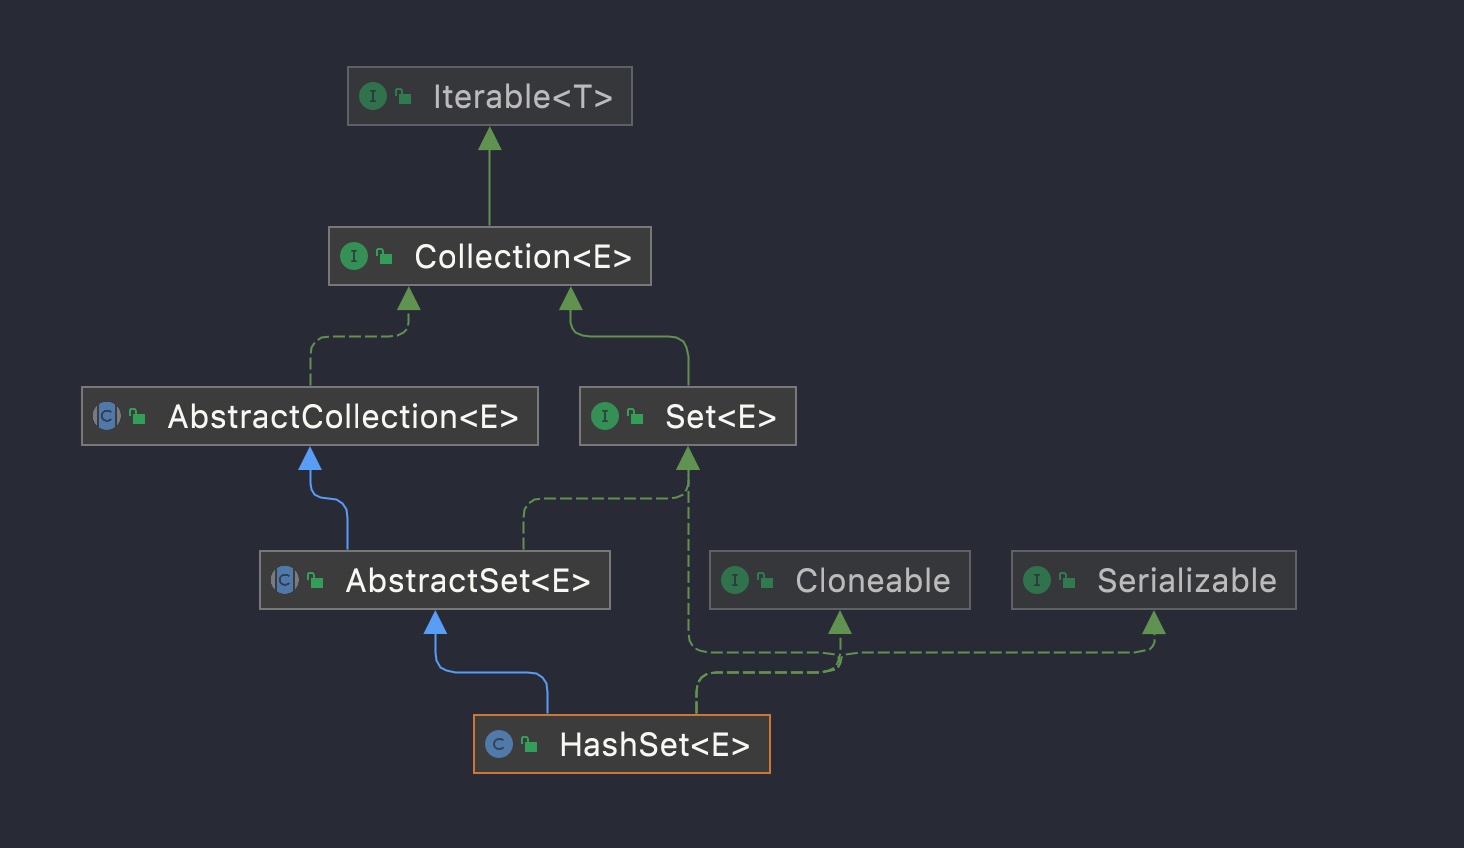 I Iterable<T>
I Collection<E>
C AbstractCollection<E>
I Set<E>
C AbstractSet<E>
I Cloneable
I Serializable
C HashSet<E>